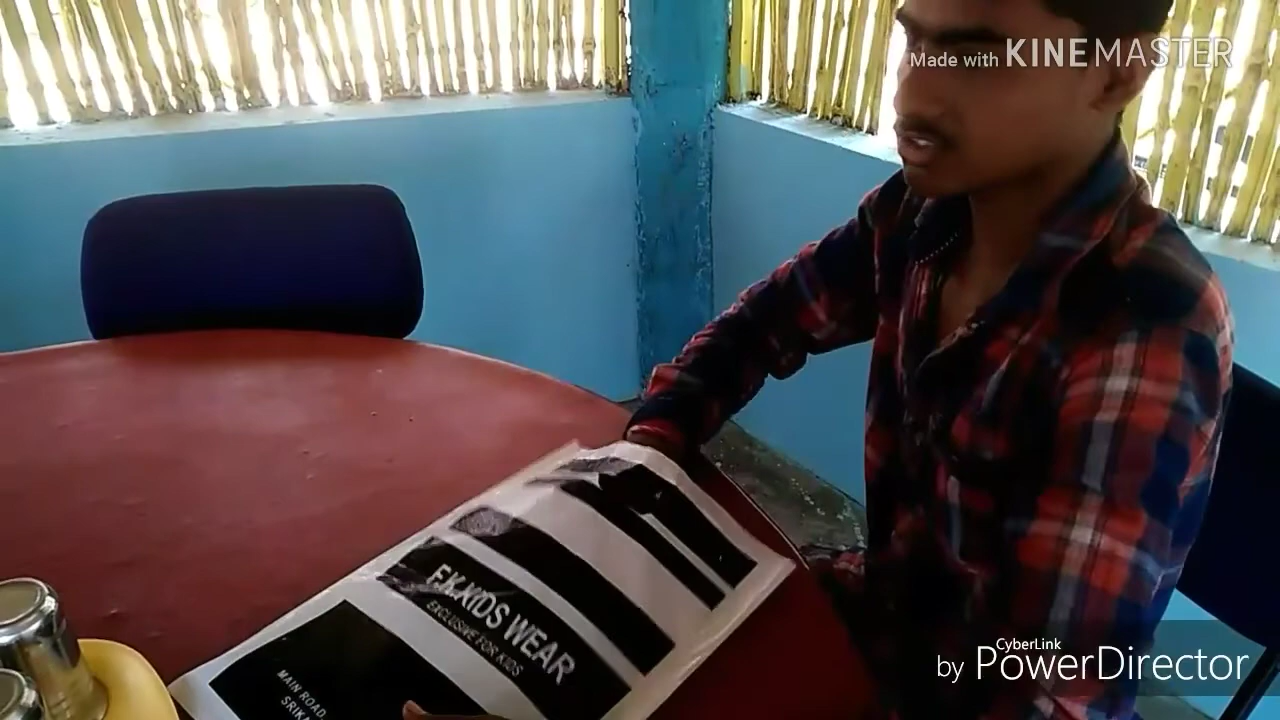 Made with KINEMASTER
F.K.KIDS WEAR
EXCLUSIVE FOR KIDS
MAIN ROAD,
CyberLink
by PowerDirector